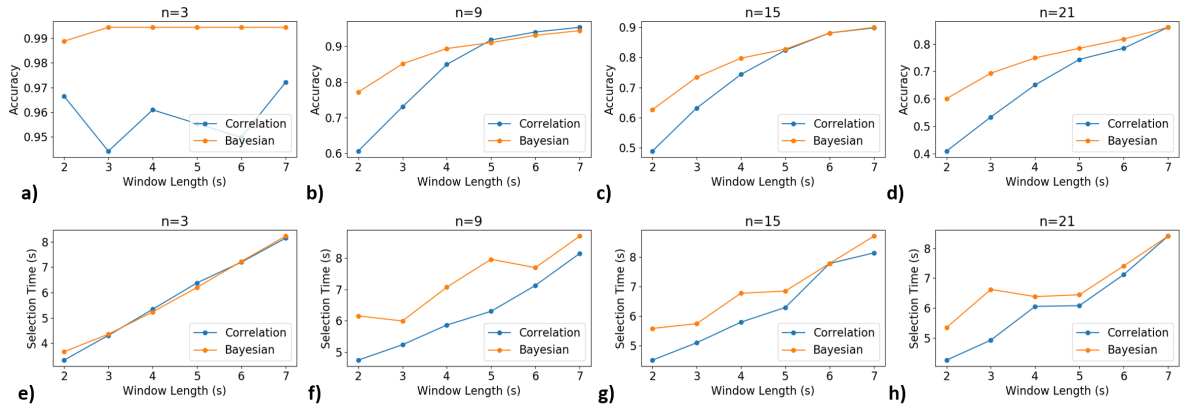 n=3
Accuracy
0.99
0.98
0.97
0.96
0.95
Correlation
Bayesian
2 3 4 5 6 7
Window Length (s)
a)
n=9
Accuracy
0.9
0.8
0.7
0.6
Correlation
Bayesian
2 3 4 5 6 7
Window Length (s)
b)
n=15
Accuracy
0.9
0.8
0.7
0.6
0.5
Correlation
Bayesian
2 3 4 5 6 7
Window Length (s)
c)
n=21
Accuracy
0.8
0.7
0.6
0.5
0.4
Correlation
Bayesian
2 3 4 5 6 7
Window Length (s)
d)
n=3
Selection Time (s)
8
7
6
5
4
Correlation
Bayesian
2 3 4 5 6 7
Window Length (s)
e)
n=9
Selection Time (s)
8
7
6
5
Correlation
Bayesian
2 3 4 5 6 7
Window Length (s)
f)
n=15
Selection Time (s)
8
7
6
5
Correlation
Bayesian
2 3 4 5 6 7
Window Length (s)
g)
n=21
Selection Time (s)
8
7
6
5
Correlation
Bayesian
2 3 4 5 6 7
Window Length (s)
h)